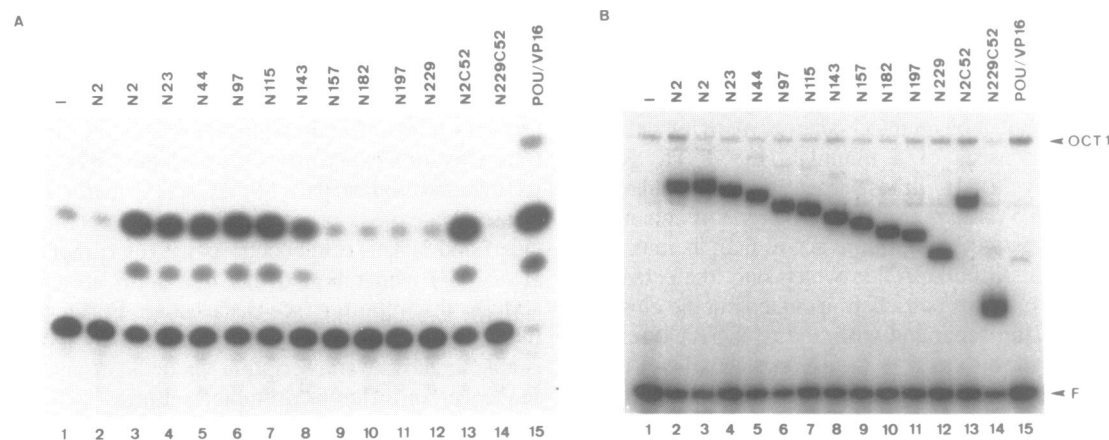 A
I
N2
N2
N23
N44
N97
N115
N143
N157
N182
N197
N229
N2C52
N229C52
POU/VP16
1 2 3 4 5 6 7 8 9 10 11 12 13 14 15
B
I
N2
N2
N23
N44
N97
N115
N143
N157
N182
N197
N229
N2C52
N229C52
POU/VP16
OCT1
F
1 2 3 4 5 6 7 8 9 10 11 12 13 14 15